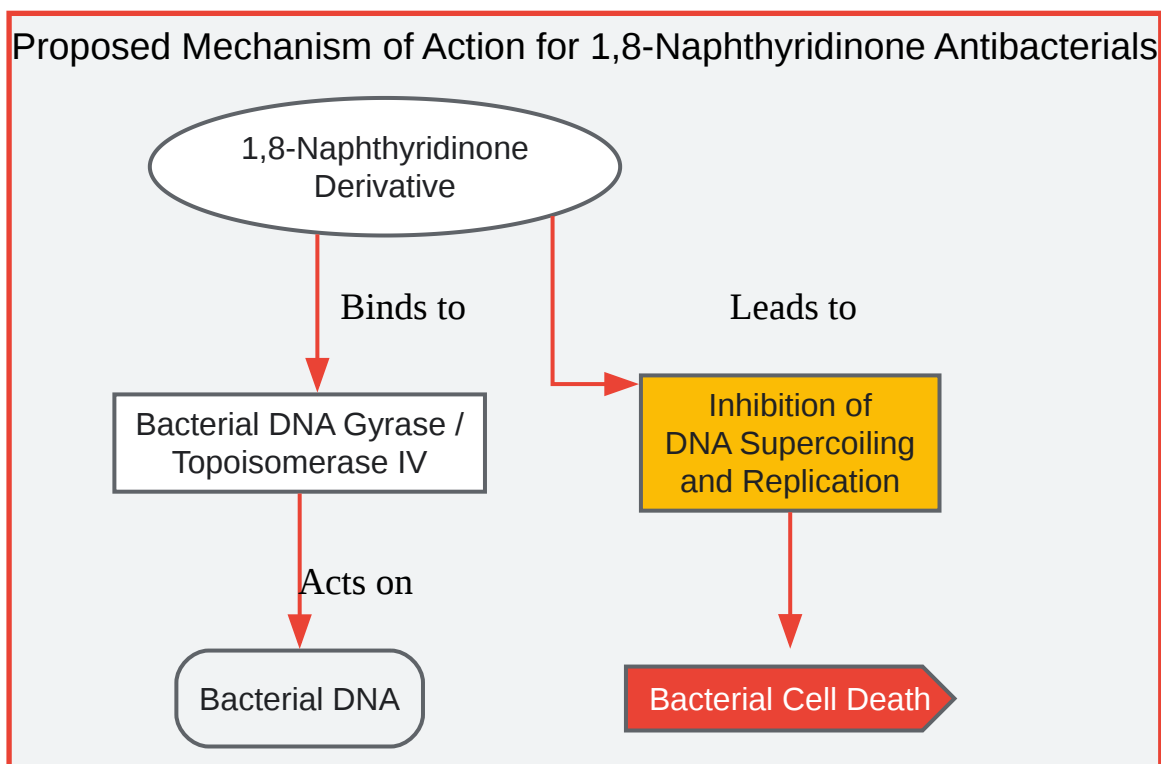 Proposed Mechanism of Action for 1,8-Naphthyridinone Antibacterials
1,8-Naphthyridinone
Derivative
Binds to
Leads to
Bacterial DNA Gyrase /
Topoisomerase IV
Inhibition of
DNA Supercoiling
and Replication
Acts on
Bacterial DNA
Bacterial Cell Death